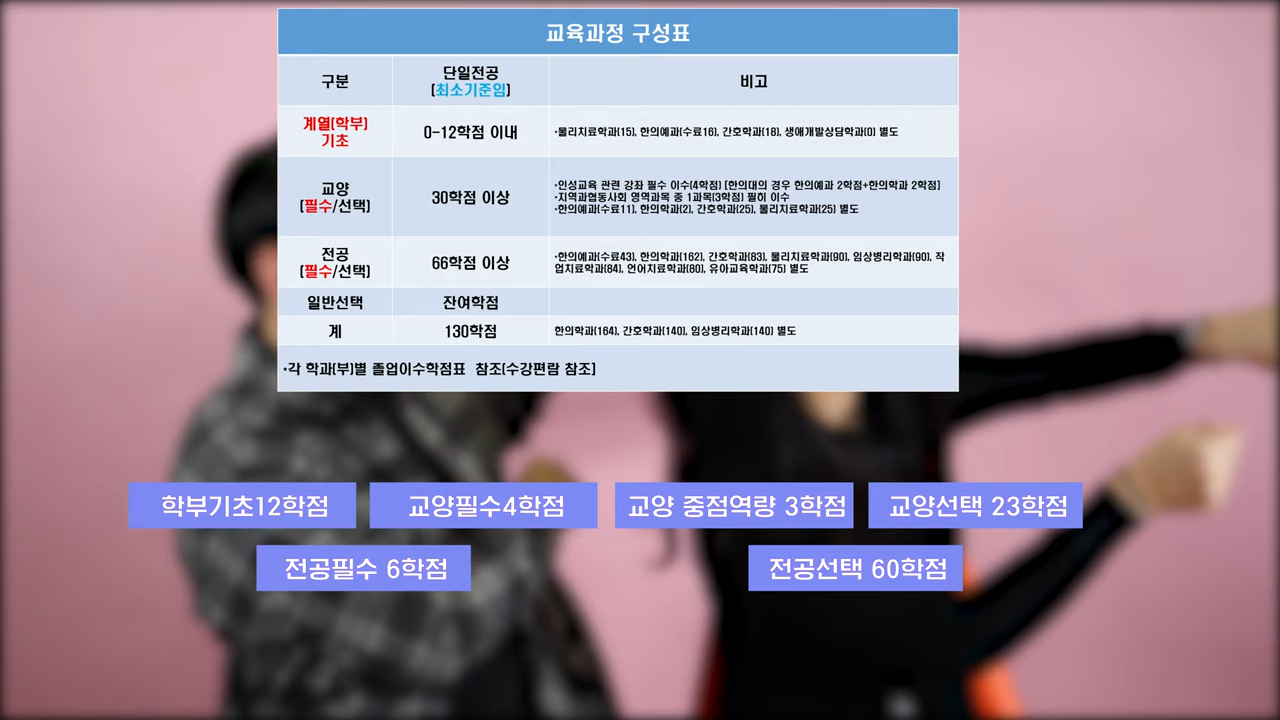 교육과정 구성표
구분
단일전공
(최소기준임)
비고
계열(학부)
기초
0-12학점 이내
•물리치료학과(15), 한의예과(수료16), 간호학과(18), 생애개발상담학과(0) 별도
교양
(필수/선택)
30학점 이상
•인성교육 관련 강좌 필수 이수(4학점) [한의대의 경우 한의예과 2학점+한의학과 2학점]
•지역과협동사회 영역과목 중 1과목(3학점) 필히 이수
•한의예과(수료11), 한의학과(2), 간호학과(25), 물리치료학과(25) 별도
전공
(필수/선택)
66학점 이상
•한의예과(수료43), 한의학과(162), 간호학과(83), 물리치료학과(90), 임상병리학과(90), 작
업치료학과(84), 언어치료학과(80), 유아교육학과(75) 별도
일반선택
잔여학점
계
130학점
한의학과(164), 간호학과(140), 임상병리학과(140) 별도
•각 학과(부)별 졸업이수학점표 참조[수강편람 참조]
학부기초12학점
교양필수4학점
교양 중점역량 3학점
교양선택 23학점
전공필수 6학점
전공선택 60학점